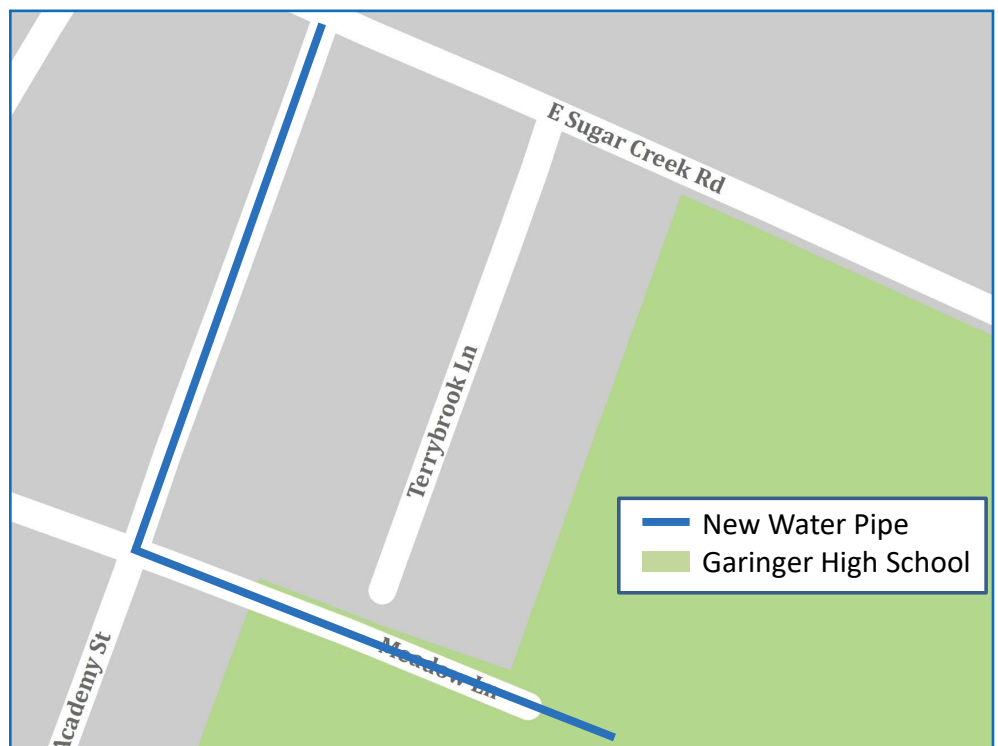 E Sugar Creek Rd
Terrybrook Ln
New Water Pipe
Garinger High School
Meadow Ln
Academy St